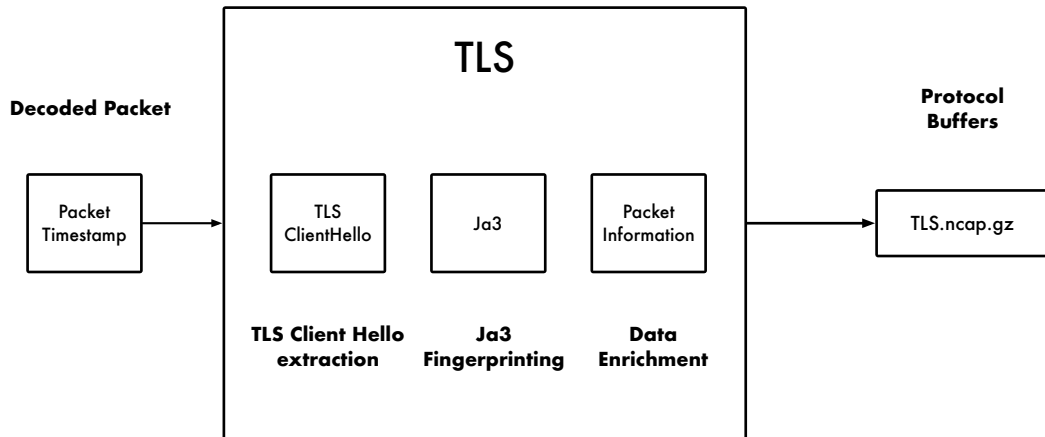 TLS
Decoded Packet
Protocol
Buffers
Packet
Timestamp
TLS
ClientHello
Ja3
Packet
Information
TLS.ncap.gz
TLS Client Hello
extraction
Ja3
Fingerprinting
Data
Enrichment